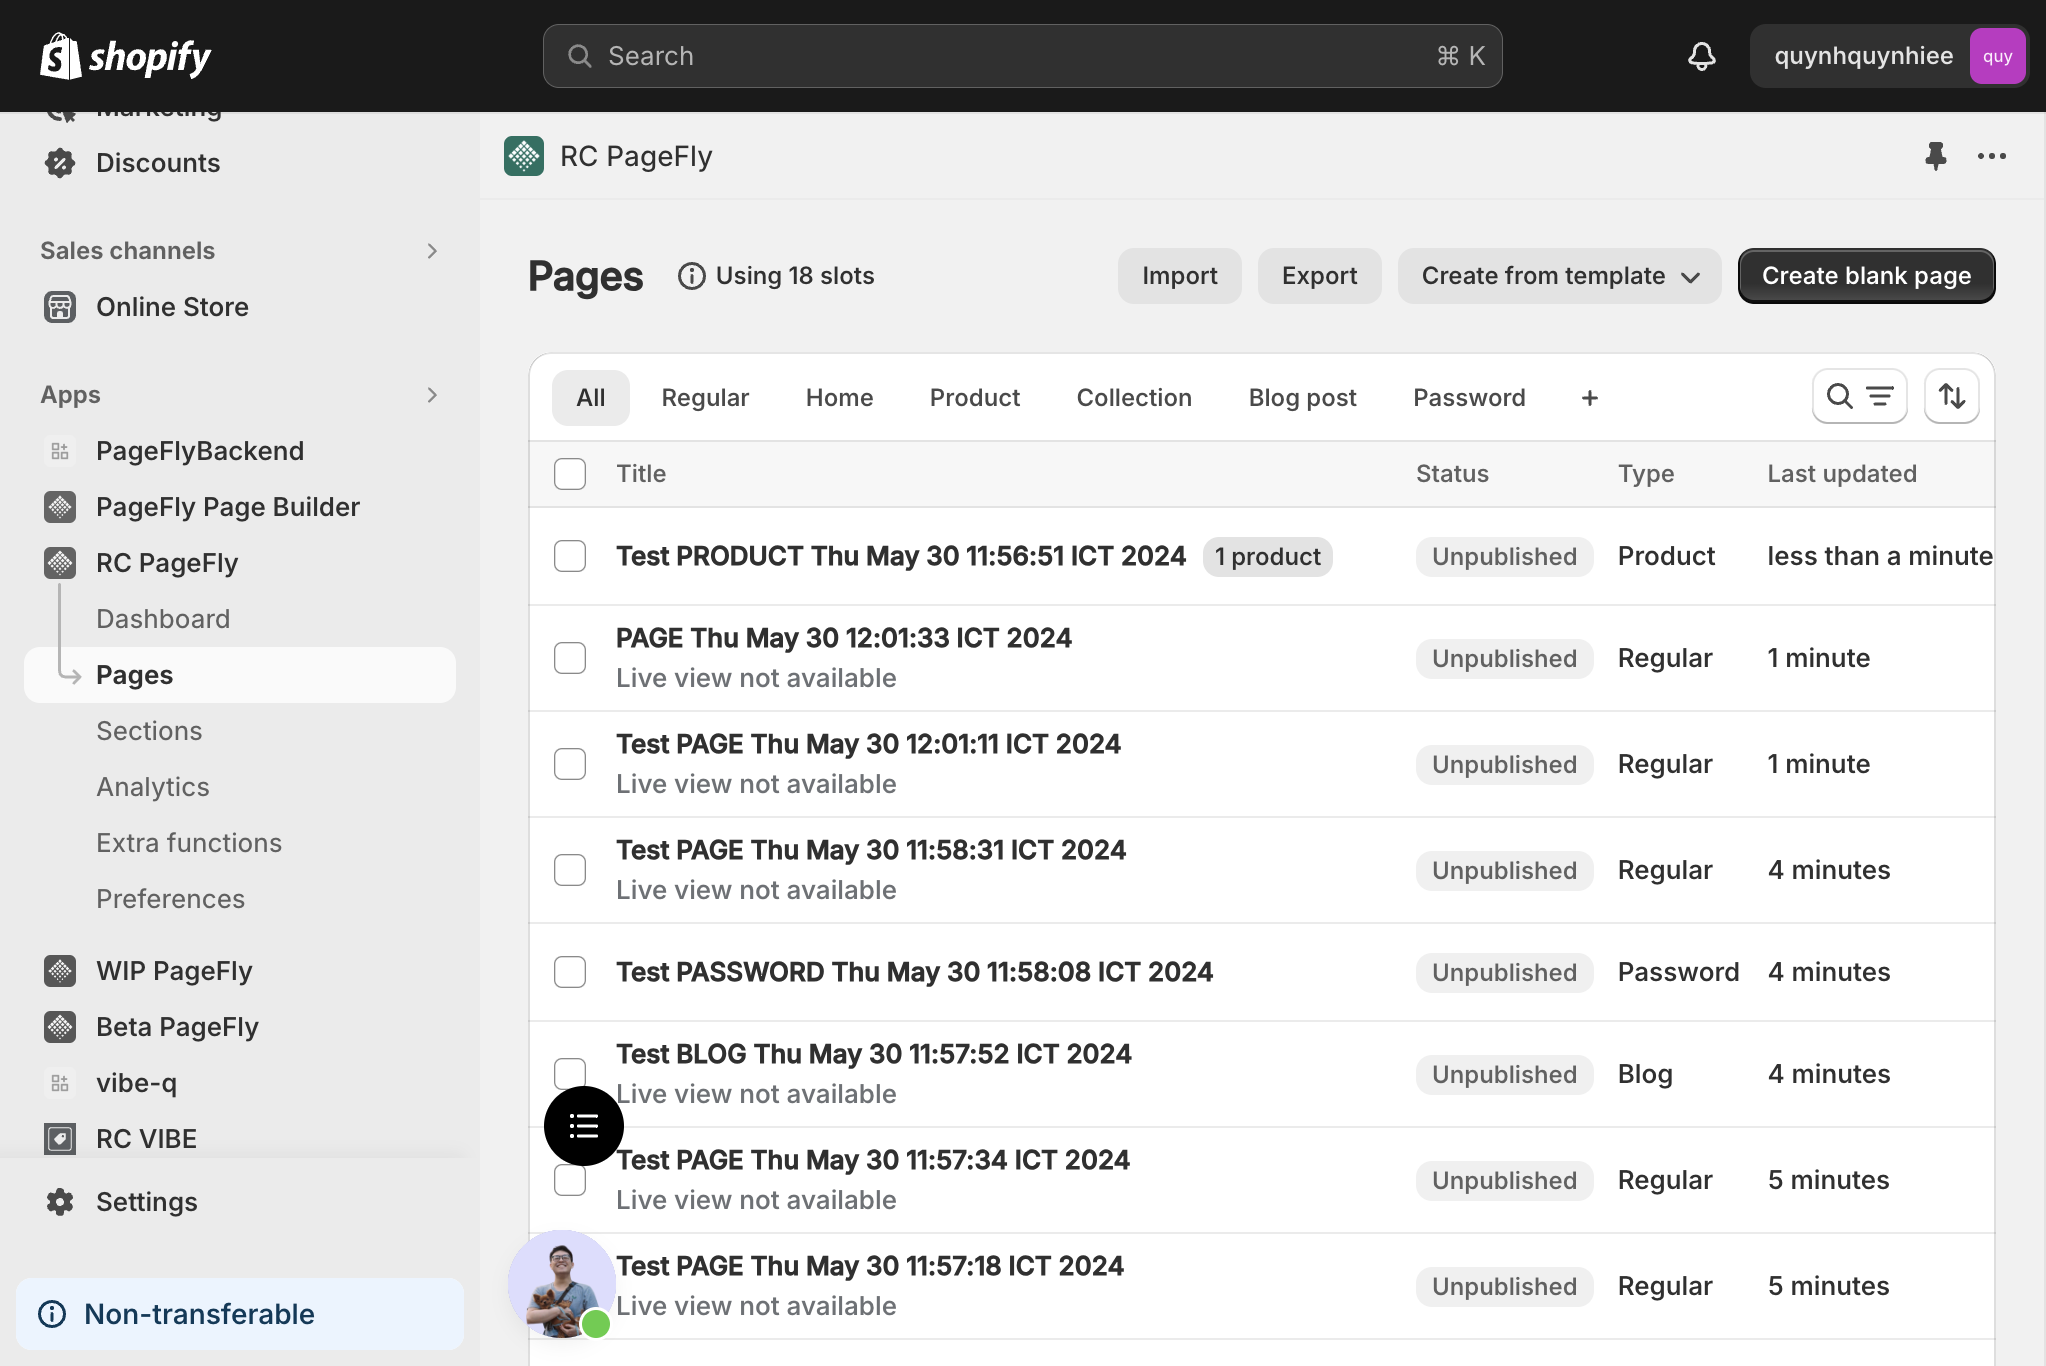 shopify
Search
⌘ K
quynhquynhiee
quy
Marketing
Discounts
Sales channels
Online Store
Apps
PageFlyBackend
PageFly Page Builder
RC PageFly
Dashboard
Pages
Sections
Analytics
Extra functions
Preferences
WIP PageFly
Beta PageFly
vibe-q
RC VIBE
Settings
Non-transferable
RC PageFly
Pages
Using 18 slots
Import
Export
Create from template
Create blank page
All
Regular
Home
Product
Collection
Blog post
Password
+
Title
Status
Type
Last updated
Test PRODUCT Thu May 30 11:56:51 ICT 2024
1 product
Unpublished
Product
less than a minute
PAGE Thu May 30 12:01:33 ICT 2024
Live view not available
Unpublished
Regular
1 minute
Test PAGE Thu May 30 12:01:11 ICT 2024
Live view not available
Unpublished
Regular
1 minute
Test PAGE Thu May 30 11:58:31 ICT 2024
Live view not available
Unpublished
Regular
4 minutes
Test PASSWORD Thu May 30 11:58:08 ICT 2024
Unpublished
Password
4 minutes
Test BLOG Thu May 30 11:57:52 ICT 2024
Live view not available
Unpublished
Blog
4 minutes
Test PAGE Thu May 30 11:57:34 ICT 2024
Live view not available
Unpublished
Regular
5 minutes
Test PAGE Thu May 30 11:57:18 ICT 2024
Live view not available
Unpublished
Regular
5 minutes